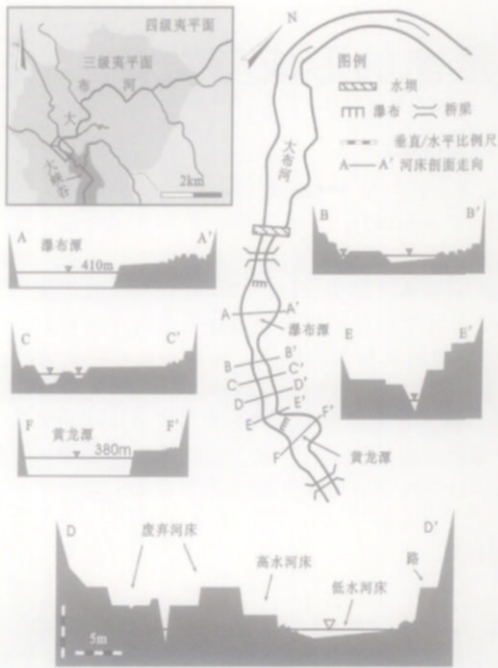 四级夷平面
三级夷平面
大布河
大峡谷
2km
N
图例
水坝
瀑布
桥梁
垂直/水平比例尺
A — A' 河床剖面走向
大布河
A
A'
瀑布潭
410m
B
B'
C
C'
E
E'
F
F'
黄龙潭
380m
A
A'
瀑布潭
B
B'
C
C'
D
D'
E
E'
F
F'
黄龙潭
D
D'
废弃河床
高水河床
低水河床
路
5m